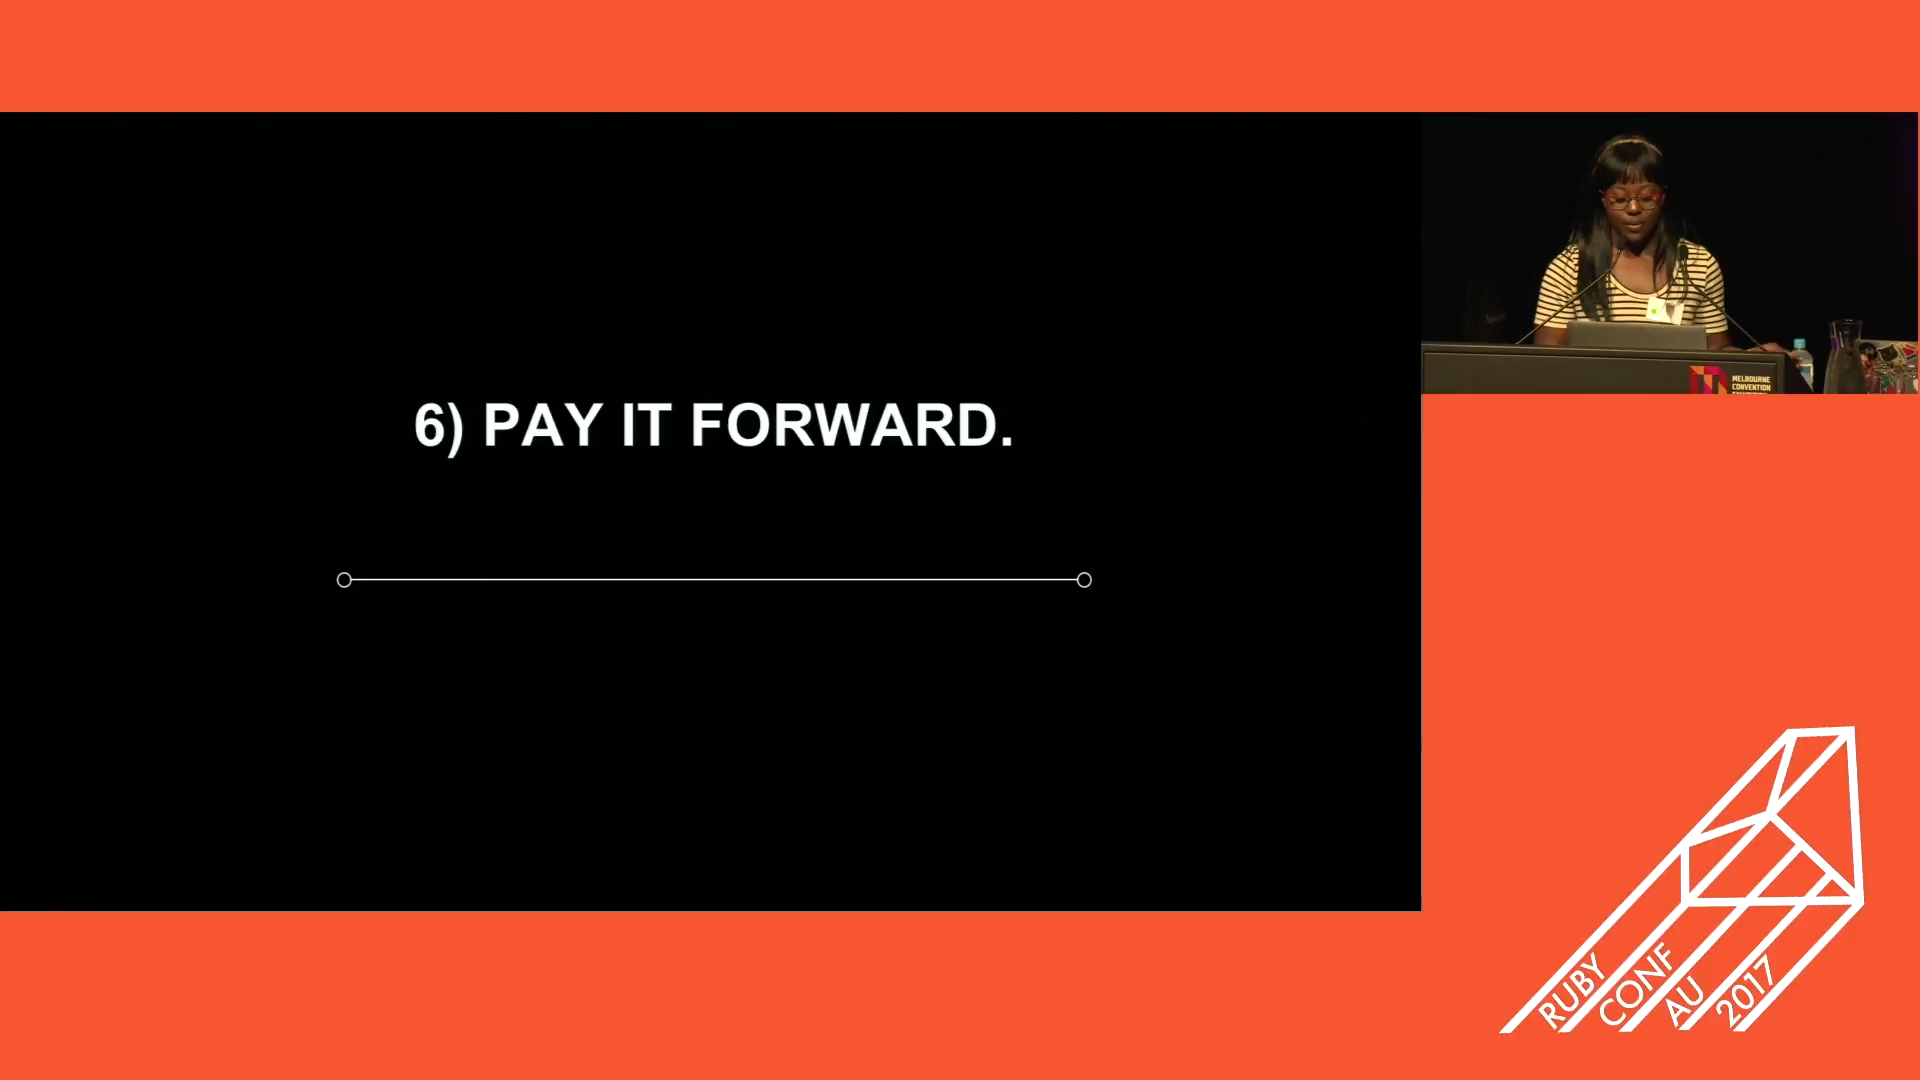 6) PAY IT FORWARD.
MELBOURNE
CONVENTION
RUBY
CONF
AU
2017